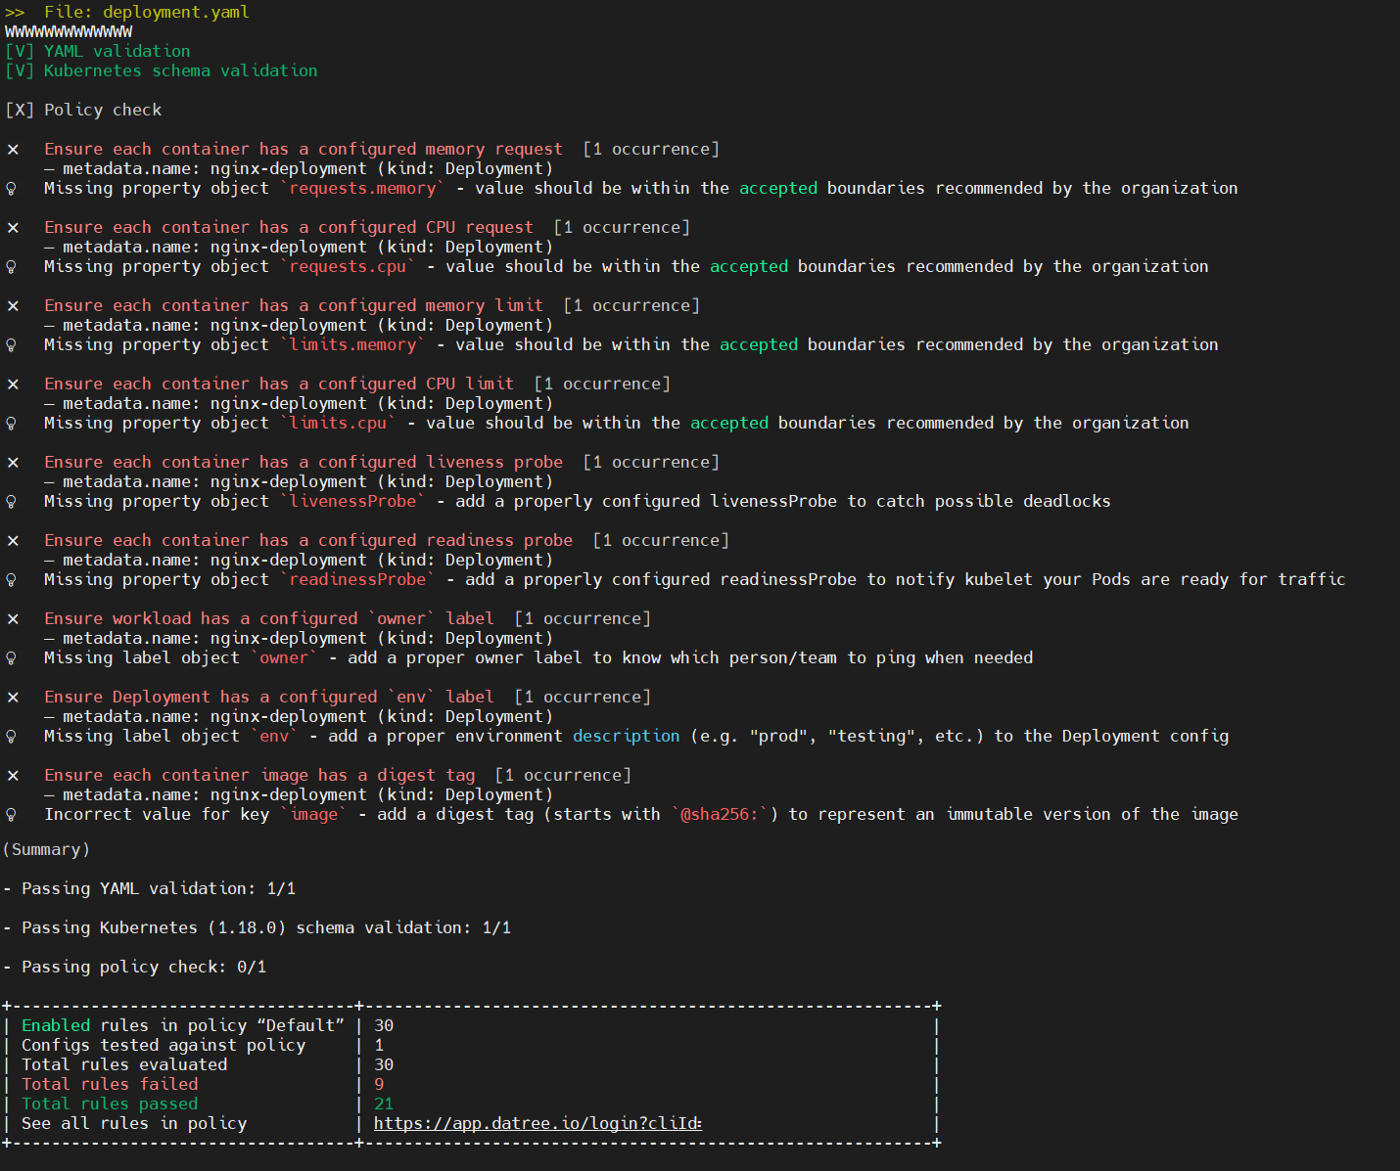 >>  File: deployment.yaml
WWWWWWWWWWWWW
[V] YAML validation
[V] Kubernetes schema validation
[X] Policy check
❌  Ensure each container has a configured memory request  [1 occurrence]
— metadata.name: nginx-deployment (kind: Deployment)
💡  Missing property object `requests.memory` - value should be within the accepted boundaries recommended by the organization
❌  Ensure each container has a configured CPU request  [1 occurrence]
— metadata.name: nginx-deployment (kind: Deployment)
💡  Missing property object `requests.cpu` - value should be within the accepted boundaries recommended by the organization
❌  Ensure each container has a configured memory limit  [1 occurrence]
— metadata.name: nginx-deployment (kind: Deployment)
💡  Missing property object `limits.memory` - value should be within the accepted boundaries recommended by the organization
❌  Ensure each container has a configured CPU limit  [1 occurrence]
— metadata.name: nginx-deployment (kind: Deployment)
💡  Missing property object `limits.cpu` - value should be within the accepted boundaries recommended by the organization
❌  Ensure each container has a configured liveness probe  [1 occurrence]
— metadata.name: nginx-deployment (kind: Deployment)
💡  Missing property object `livenessProbe` - add a properly configured livenessProbe to catch possible deadlocks
❌  Ensure each container has a configured readiness probe  [1 occurrence]
— metadata.name: nginx-deployment (kind: Deployment)
💡  Missing property object `readinessProbe` - add a properly configured readinessProbe to notify kubelet your Pods are ready for traffic
❌  Ensure workload has a configured `owner` label  [1 occurrence]
— metadata.name: nginx-deployment (kind: Deployment)
💡  Missing label object `owner` - add a proper owner label to know which person/team to ping when needed
❌  Ensure Deployment has a configured `env` label  [1 occurrence]
— metadata.name: nginx-deployment (kind: Deployment)
💡  Missing label object `env` - add a proper environment description (e.g. "prod", "testing", etc.) to the Deployment config
❌  Ensure each container image has a digest tag  [1 occurrence]
— metadata.name: nginx-deployment (kind: Deployment)
💡  Incorrect value for key `image` - add a digest tag (starts with `@sha256:`) to represent an immutable version of the image
(Summary)
- Passing YAML validation: 1/1
- Passing Kubernetes (1.18.0) schema validation: 1/1
- Passing policy check: 0/1
+-----------------------------------+----------------------------------------------------------+
| Enabled rules in policy “Default” | 30 |
| Configs tested against policy | 1 |
| Total rules evaluated | 30 |
| Total rules failed | 9 |
| Total rules passed | 21 |
| See all rules in policy | https://app.datree.io/login?cliId= |
+-----------------------------------+----------------------------------------------------------+